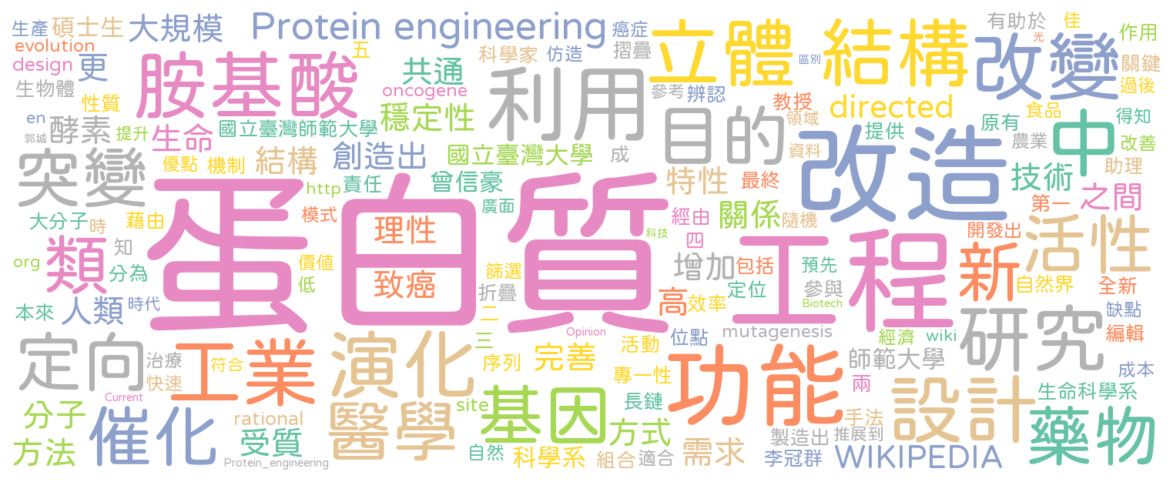 生產 碩士生 大規模 Protein engineering 癌症 立體 結構 改變 有助於 佳 作用
evolution 五 科學家 仿造 摺疊 光 關鍵
design 更 胺基酸 共通 利用 區別 過後
生物體 性質 oncogene 參考 辨認 教授 directed 食品
en 酵素 提升 生命 國立臺灣師範大學 穩定性 目的 領域 改造 提供 原有 中 得知
郭城 農業 改善
突變 優點 機制 結構 創造出 國立臺灣大學 成 資料 技術 助理
蛋白質 工程 http 責任 曾信豪 特性 最終 第一 之間
大分子 時 藉由 模式 理性 廣面 經由 關係 隨機 開發出 活性
類 知 科技 四
org 分為 價值 致癌 篩選 增加 包括 預先 新 自然界 全新
本來 人類 時代 低 折疊 高 效率 定位 參與 Biotech 缺點
二 Opinion 位點 mutagenesis 經濟 wiki 研究 編輯
定向 治療 工業 符合 演化 三 序列 完善 活動 功能 師範大學 成本
快速 專一性 兩 設計 生命科學系
分子 Current 催化 rational 醫學 site 基因 長鏈 方式 手法 藥物
方法 受質 自然 科學系 組合 適合 需求 製造出 推展到
Protein_engineering 李冠群 WIKIPEDIA